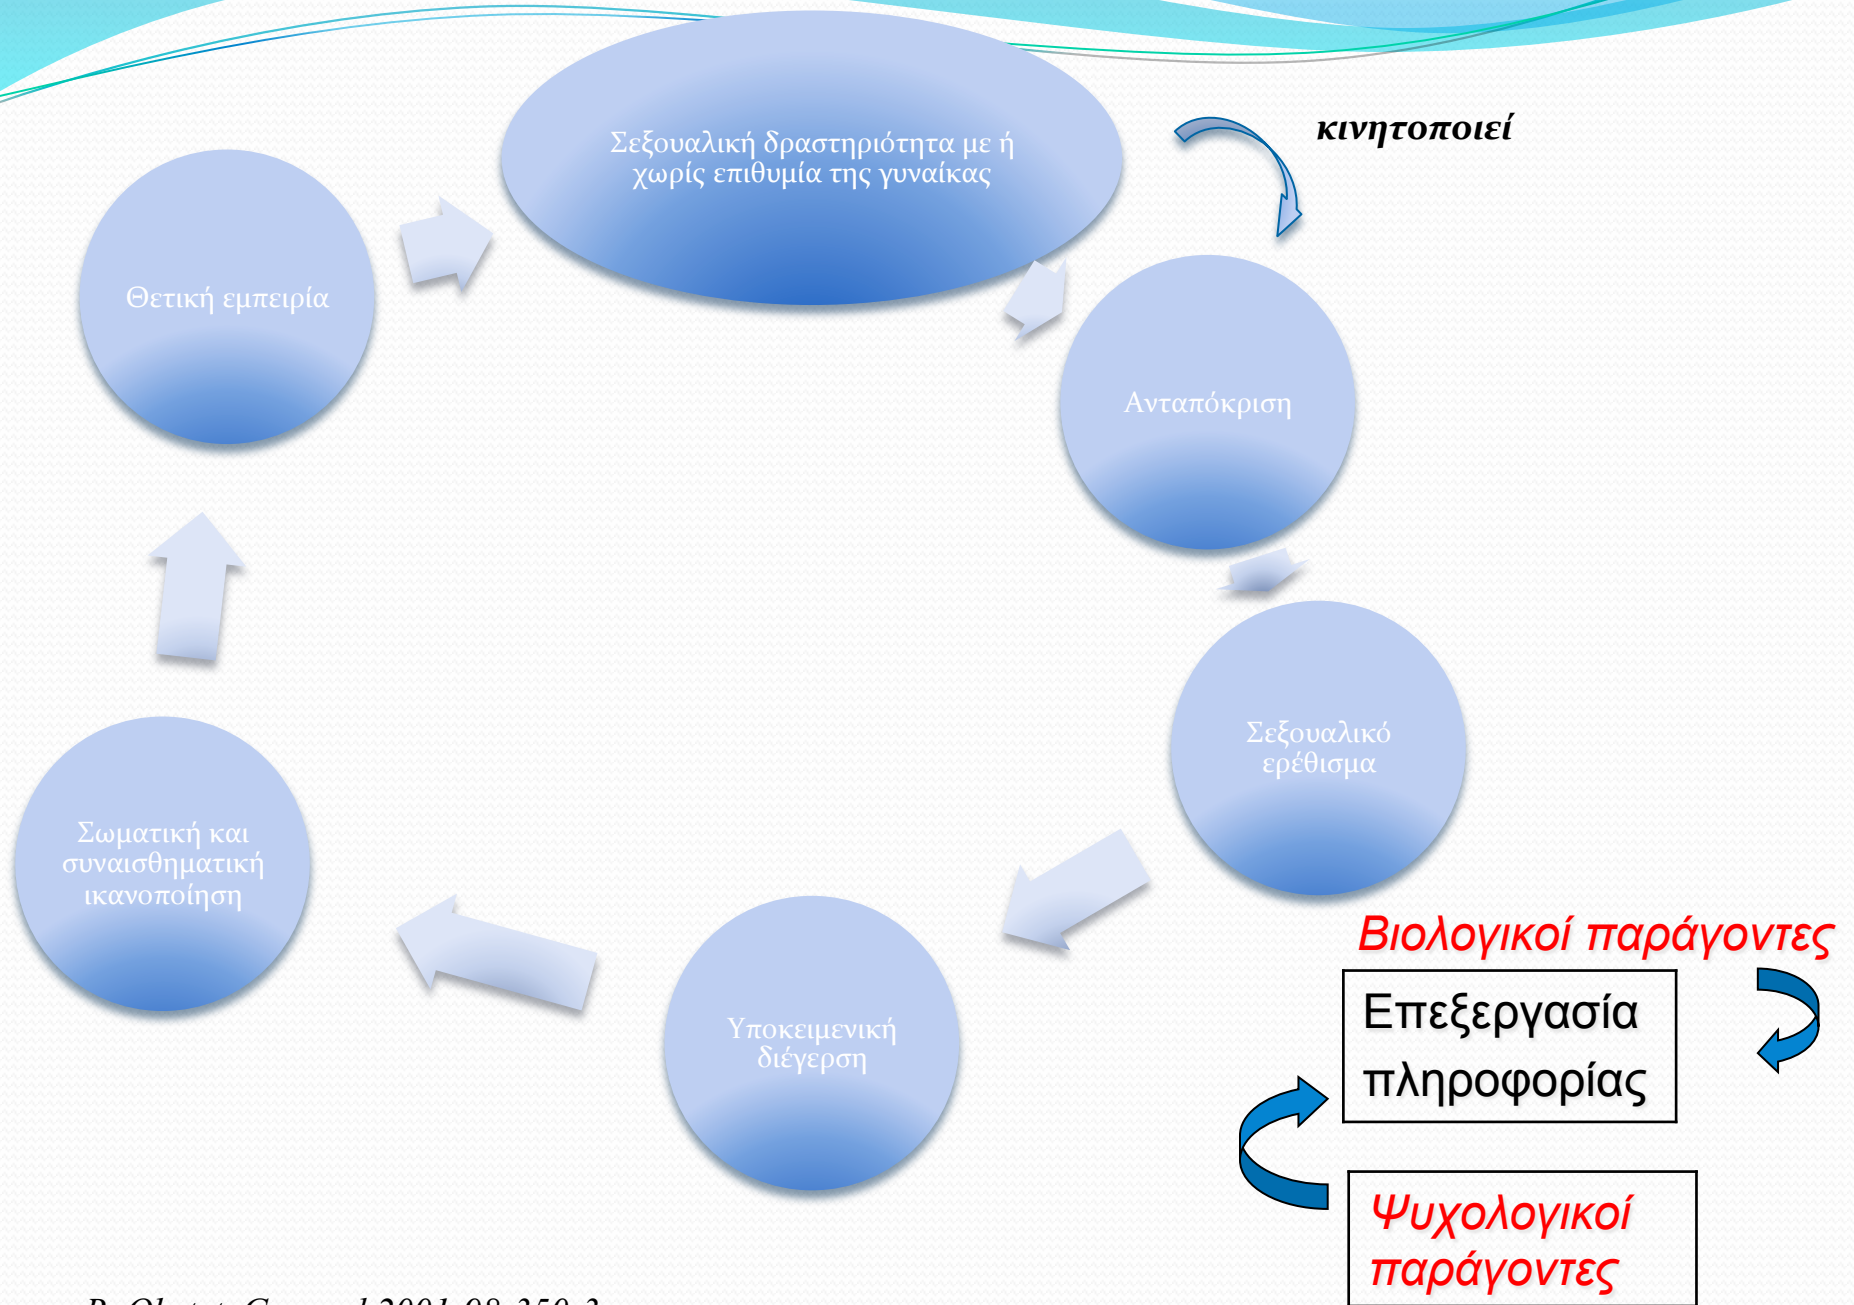 Σεξουαλική δραστηριότητα με ή
χωρίς επιθυμία της γυναίκας
κινητοποιεί
Ανταπόκριση
Σεξουαλικό
ερέθισμα
Βιολογικοί παράγοντες
Επεξεργασία
πληροφορίας
Ψυχολογικοί
παράγοντες
Υποκειμενική
διέγερση
Σωματική και
συναισθηματική
ικανοποίηση
Θετική εμπειρία
2001